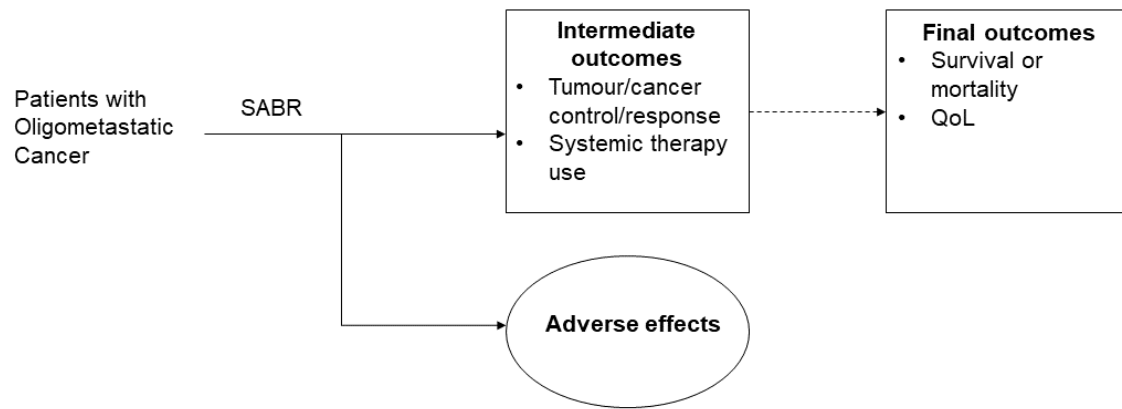 Patients with
Oligometastatic
Cancer
SABR
Intermediate
outcomes
• Tumour/cancer
control/response
• Systemic therapy
use
Final outcomes
• Survival or
mortality
• QoL
Adverse effects